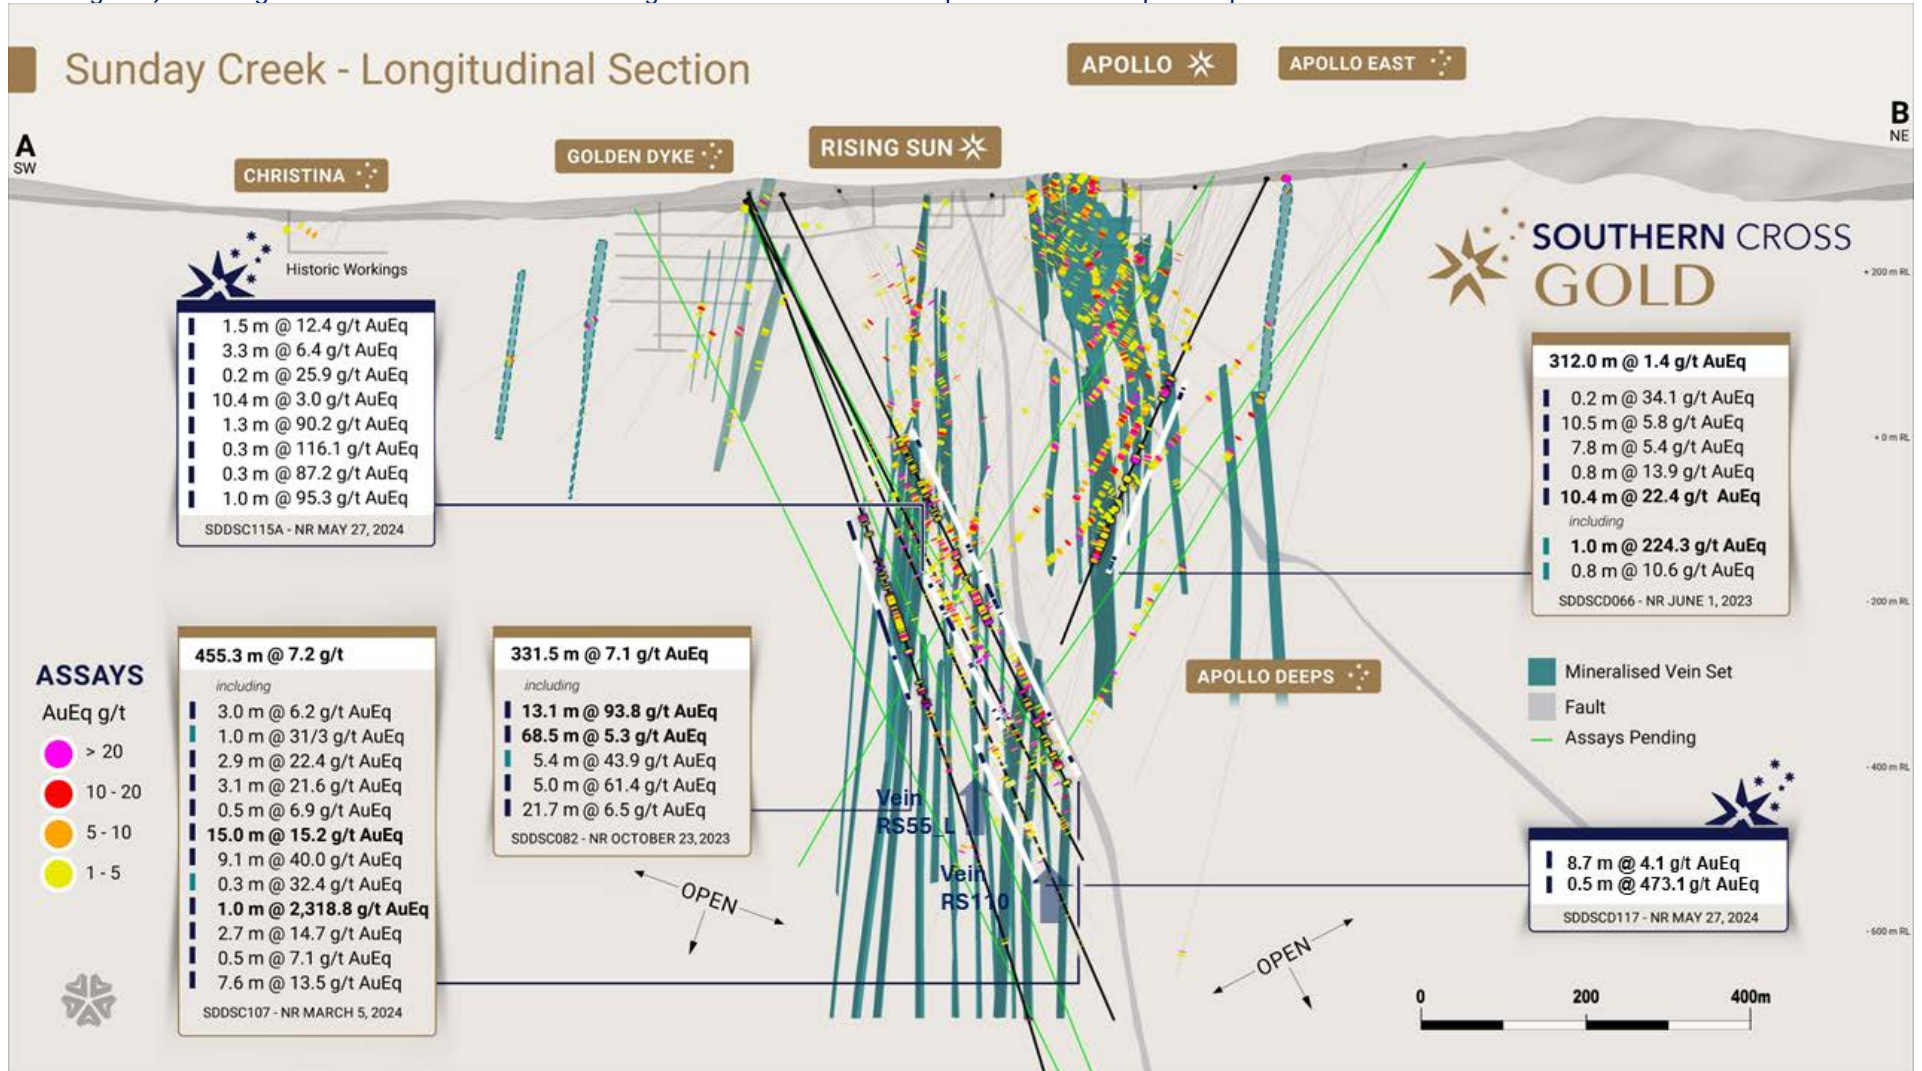 Sunday Creek - Longitudinal Section
APOLLO
APOLLO EAST
A
SW
B
NE
CHRISTINA
GOLDEN DYKE
RISING SUN
Historic Workings
SOUTHERN CROSS
GOLD
+ 200 m RL
+ 0 m RL
- 200 m RL
- 400 m RL
- 600 m RL
1.5 m @ 12.4 g/t AuEq
3.3 m @ 6.4 g/t AuEq
0.2 m @ 25.9 g/t AuEq
10.4 m @ 3.0 g/t AuEq
1.3 m @ 90.2 g/t AuEq
0.3 m @ 116.1 g/t AuEq
0.3 m @ 87.2 g/t AuEq
1.0 m @ 95.3 g/t AuEq
SDDSC115A - NR MAY 27, 2024
312.0 m @ 1.4 g/t AuEq
0.2 m @ 34.1 g/t AuEq
10.5 m @ 5.8 g/t AuEq
7.8 m @ 5.4 g/t AuEq
0.8 m @ 13.9 g/t AuEq
10.4 m @ 22.4 g/t AuEq
including
1.0 m @ 224.3 g/t AuEq
0.8 m @ 10.6 g/t AuEq
SDDSCD066 - NR JUNE 1, 2023
ASSAYS
AuEq g/t
> 20
10 - 20
5 - 10
1 - 5
455.3 m @ 7.2 g/t
including
3.0 m @ 6.2 g/t AuEq
1.0 m @ 31/3 g/t AuEq
2.9 m @ 22.4 g/t AuEq
3.1 m @ 21.6 g/t AuEq
0.5 m @ 6.9 g/t AuEq
15.0 m @ 15.2 g/t AuEq
9.1 m @ 40.0 g/t AuEq
0.3 m @ 32.4 g/t AuEq
1.0 m @ 2,318.8 g/t AuEq
2.7 m @ 14.7 g/t AuEq
0.5 m @ 7.1 g/t AuEq
7.6 m @ 13.5 g/t AuEq
SDDSC107 - NR MARCH 5, 2024
331.5 m @ 7.1 g/t AuEq
including
13.1 m @ 93.8 g/t AuEq
68.5 m @ 5.3 g/t AuEq
5.4 m @ 43.9 g/t AuEq
5.0 m @ 61.4 g/t AuEq
21.7 m @ 6.5 g/t AuEq
SDDSC082 - NR OCTOBER 23,2023
APOLLO DEEPS
Mineralised Vein Set
Fault
Assays Pending
Vein
RS55_L
Vein
RS110
OPEN
OPEN
8.7 m @ 4.1 g/t AuEq
0.5 m @ 473.1 g/t AuEq
SDDSCD117 - NR MAY 27, 2024
0 200 400m